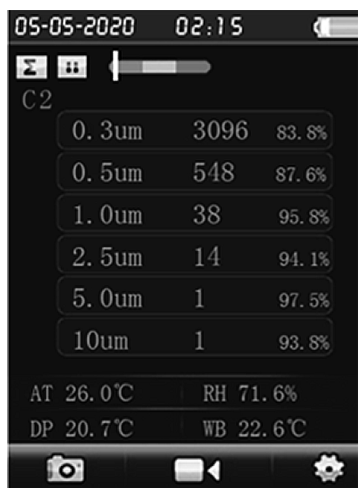 05-05-2020 02:15
Σ
C2
0.3um 3096 83.8%
0.5um 548 87.6%
1.0um 38 95.8%
2.5um 14 94.1%
5.0um 1 97.5%
10um 1 93.8%
AT 26.0℃ RH 71.6%
DP 20.7℃ WB 22.6℃